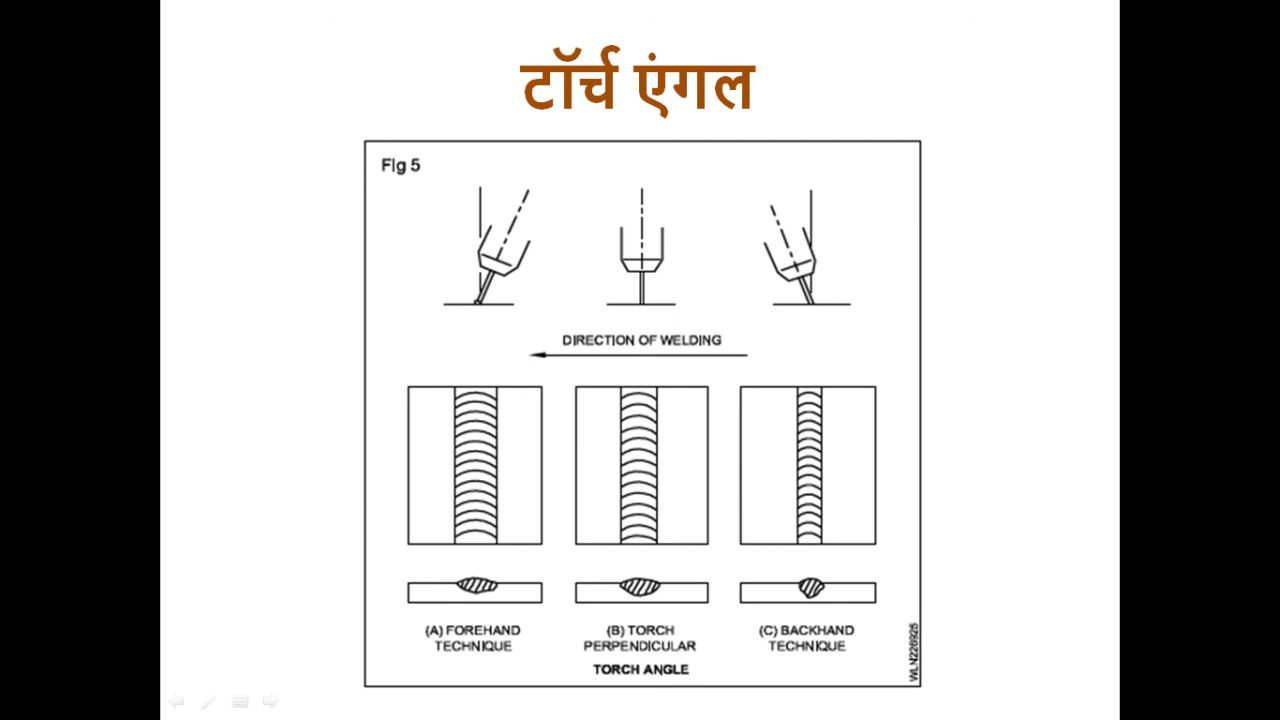 टॉर्च एंगल
Fig 5
DIRECTION OF WELDING
(A) FOREHAND
TECHNIQUE
(B) TORCH
PERPENDICULAR
(C) BACKHAND
TECHNIQUE
TORCH ANGLE
WLN226925